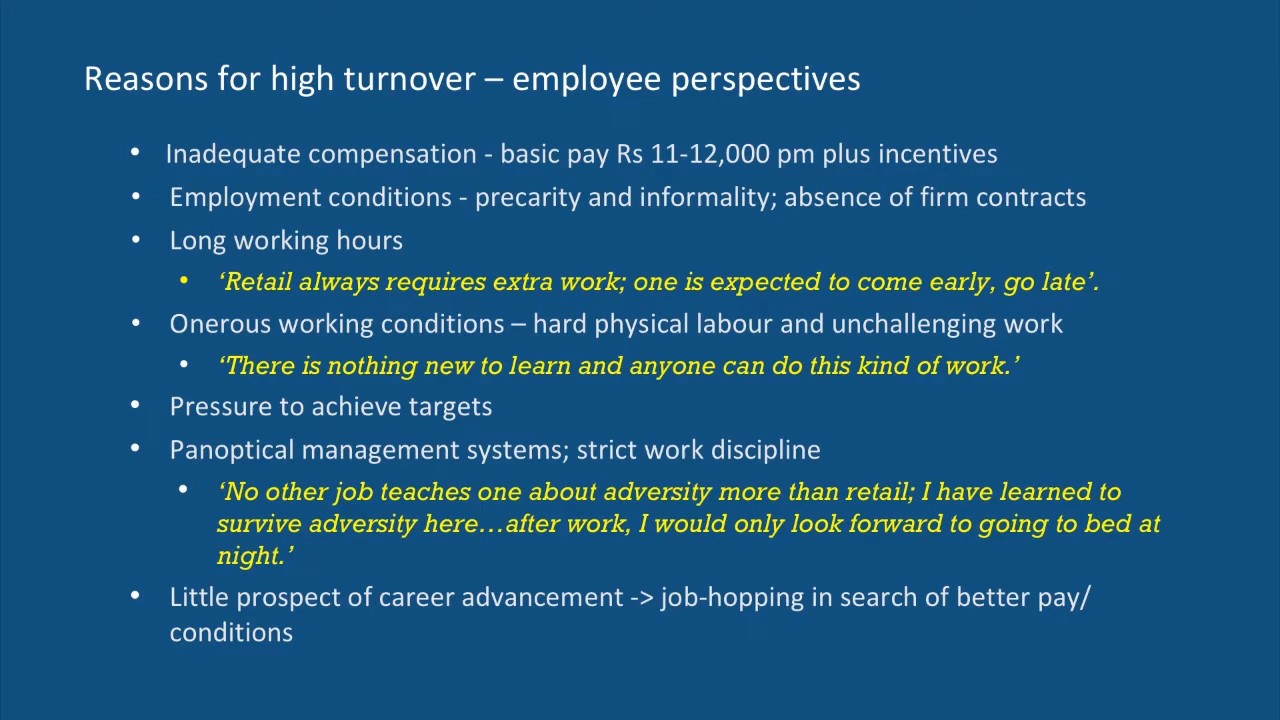 Reasons for high turnover – employee perspectives
• Inadequate compensation - basic pay Rs 11-12,000 pm plus incentives
• Employment conditions - precarity and informality; absence of firm contracts
• Long working hours
• ‘Retail always requires extra work; one is expected to come early, go late’.
• Onerous working conditions – hard physical labour and unchallenging work
• ‘There is nothing new to learn and anyone can do this kind of work.’
• Pressure to achieve targets
• Panoptical management systems; strict work discipline
• ‘No other job teaches one about adversity more than retail; I have learned to
survive adversity here…after work, I would only look forward to going to bed at
night.’
• Little prospect of career advancement -> job-hopping in search of better pay/
conditions